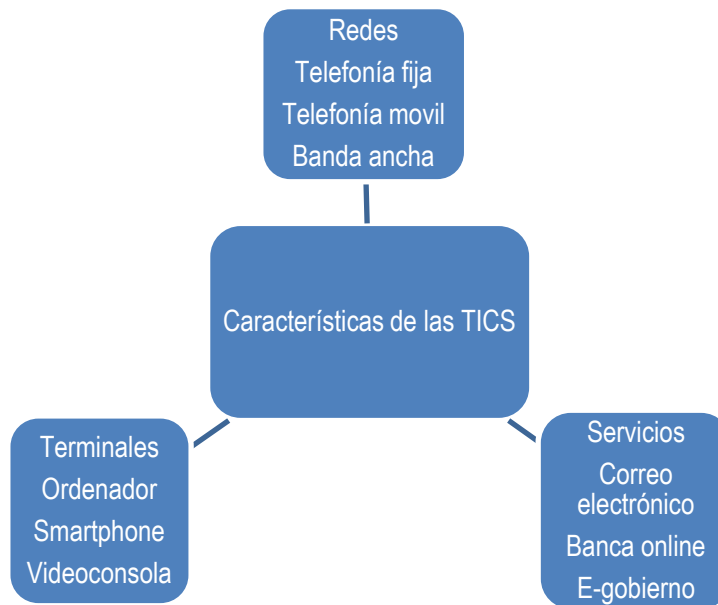 Redes
Telefonía fija
Telefonía movil
Banda ancha
Características de las TICS
Terminales
Ordenador
Smartphone
Videoconsola
Servicios
Correo
electrónico
Banca online
E-gobierno